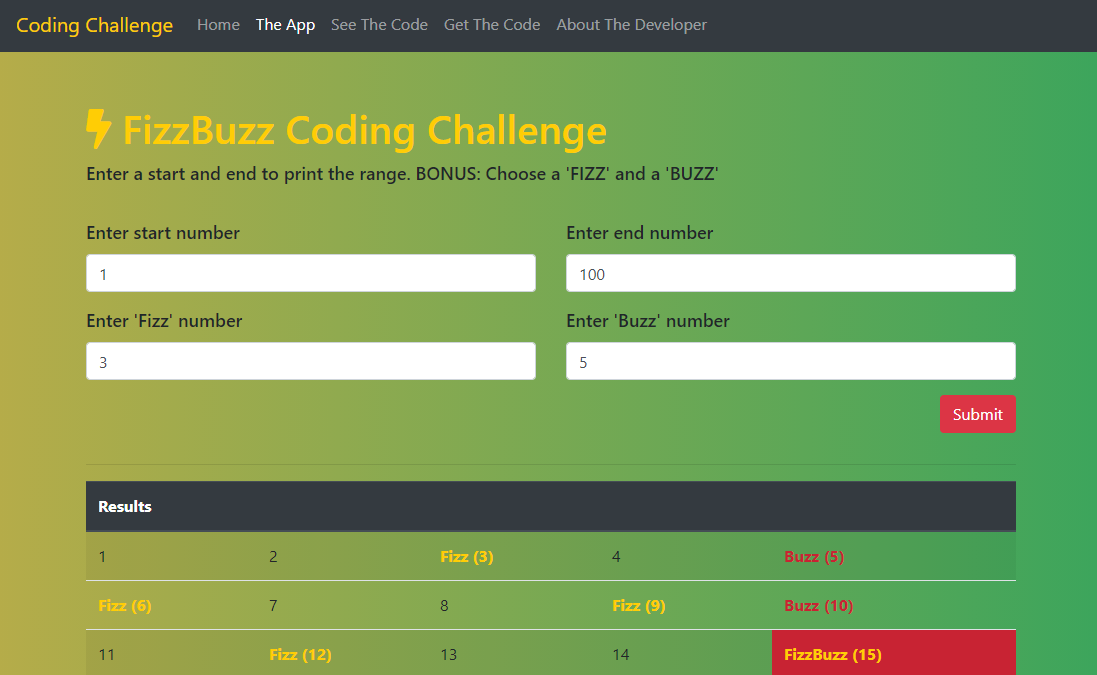 Coding Challenge Home The App See The Code Get The Code About The Developer
FizzBuzz Coding Challenge
Enter a start and end to print the range. BONUS: Choose a 'FIZZ' and a 'BUZZ'
Enter start number Enter end number
1 100
Enter 'Fizz' number Enter 'Buzz' number
3 5
Submit
Results
1 2 Fizz (3) 4 Buzz (5)
Fizz (6) 7 8 Fizz (9) Buzz (10)
11 Fizz (12) 13 14 FizzBuzz (15)